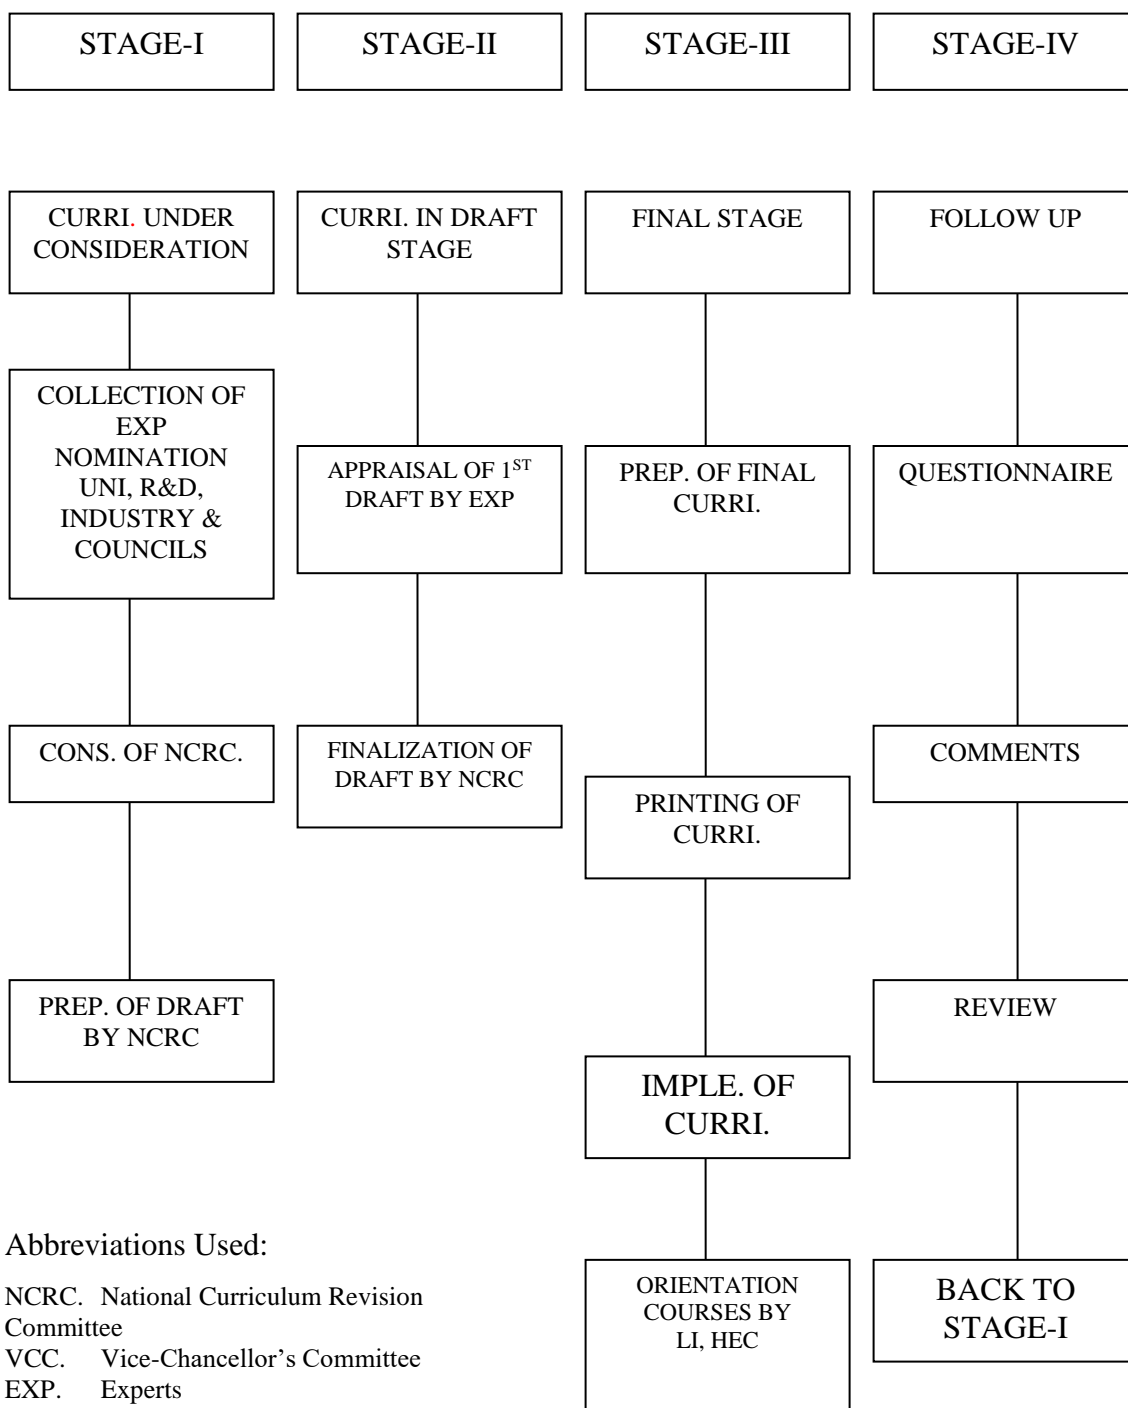 STAGE-I
STAGE-II
STAGE-III
STAGE-IV
CURRI. UNDER
CONSIDERATION
COLLECTION OF
EXP
NOMINATION
UNI, R&D,
INDUSTRY &
COUNCILS
CONS. OF NCRC.
PREP. OF DRAFT
BY NCRC
CURRI. IN DRAFT
STAGE
APPRAISAL OF 1ST
DRAFT BY EXP
FINALIZATION OF
DRAFT BY NCRC
FINAL STAGE
PREP. OF FINAL
CURRI.
PRINTING OF
CURRI.
IMPLE. OF
CURRI.
ORIENTATION
COURSES BY
LI, HEC
FOLLOW UP
QUESTIONNAIRE
COMMENTS
REVIEW
BACK TO
STAGE-I
Abbreviations Used:
NCRC. National Curriculum Revision
Committee
VCC. Vice-Chancellor’s Committee
EXP. Experts